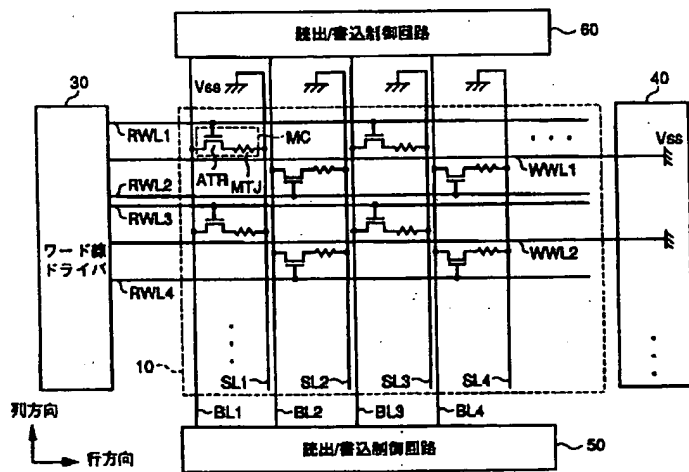 読出/書込制御回路
60
30
40
Vss
RWL1
MC
Vss
ATR
MTJ
WWL1
RWL2
RWL3
ワード線
ドライバ
WWL2
RWL4
10
SL1
SL2
SL3
SL4
列方向
BL1
BL2
BL3
BL4
行方向
読出/書込制御回路
50